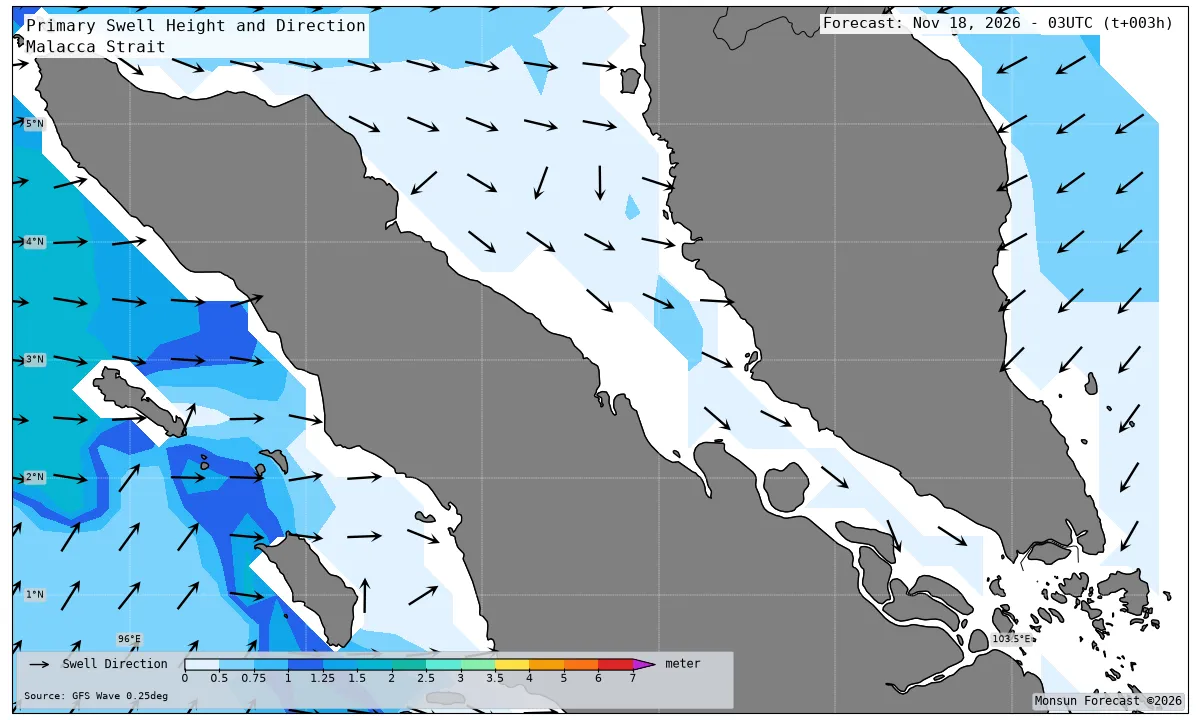 Primary Swell Height and Direction
Malacca Strait
Forecast: Nov 18, 2026 - 03UTC (t+003h)
5°N
4°N
3°N
2°N
1°N
96°E
103.5°E
Swell Direction
meter
0 0.5 0.75 1 1.25 1.5 2 2.5 3 3.5 4 5 6 7
Source: GFS Wave 0.25deg
Monsun Forecast ©2026